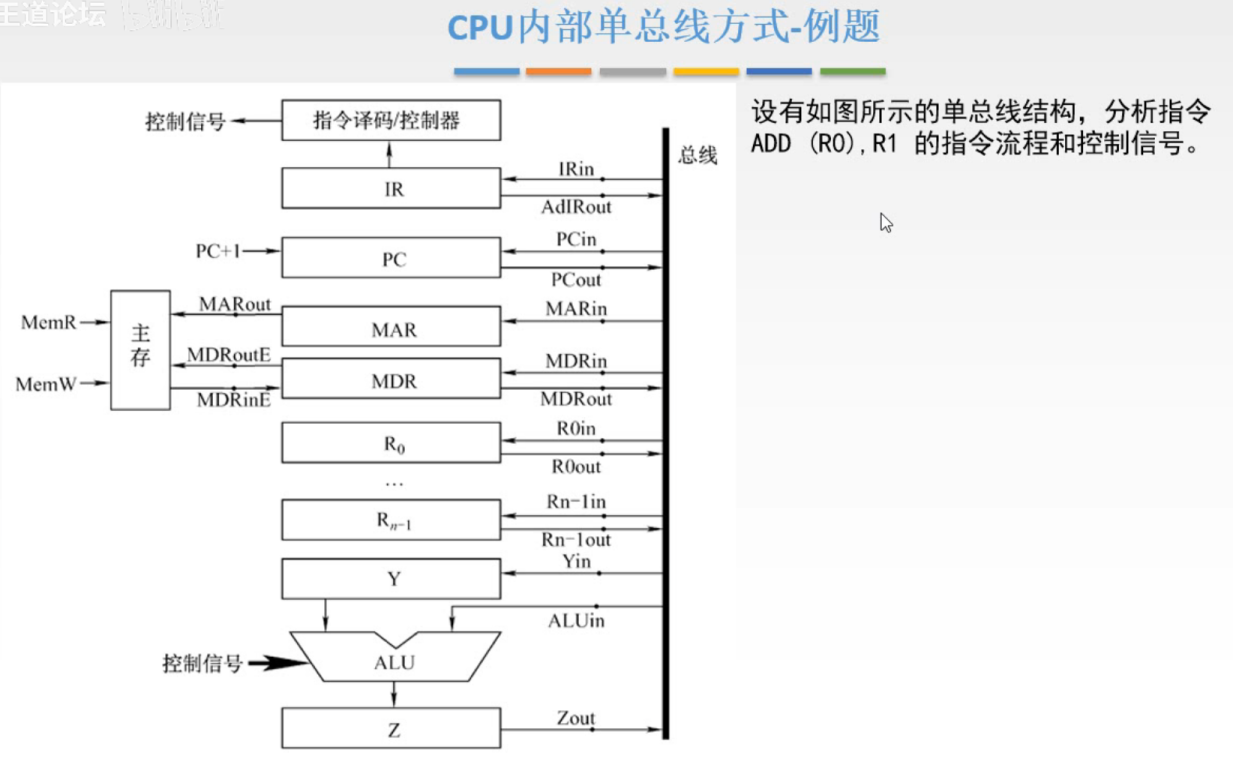 王道论坛
CPU内部单总线方式-例题
设有如图所示的单总线结构，分析指令
ADD (R0),R1 的指令流程和控制信号。
控制信号
指令译码/控制器
总线
IR
IRin
AdIRout
PC+1
PC
PCin
PCout
MemR
MemW
主
存
MARout
MAR
MARin
MDRoutE
MDRinE
MDR
MDRin
MDRout
R0
R0in
R0out
…
Rn-1
Rn-1in
Rn-1out
Y
Yin
ALUin
控制信号
ALU
Z
Zout